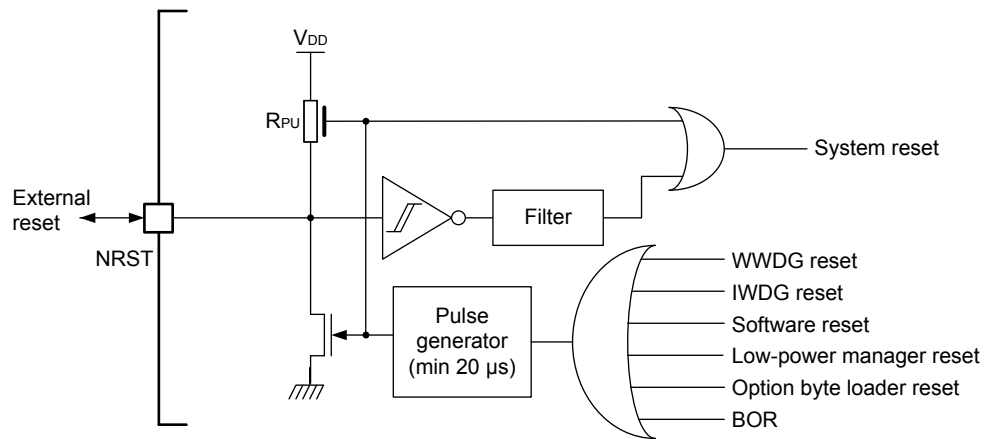 VDD
RPU
System reset
External
reset
Filter
NRST
WWDG reset
IWDG reset
Software reset
Low-power manager reset
Option byte loader reset
BOR
Pulse
generator
(min 20 µs)